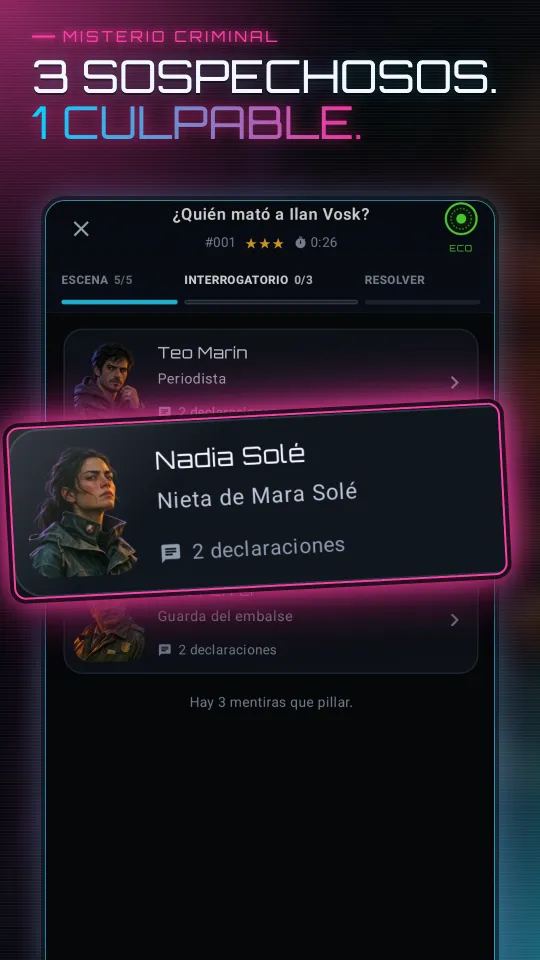 MISTERIO CRIMINAL
3 SOSPECHOSOS.
1 CULPABLE.
¿Quién mató a Ilan Vosk?
#001 ★★★ 0:26
ECO
ESCENA 5/5 INTERROGATORIO 0/3 RESOLVER
Teo Marin
Periodista
2 declaraciones
Nadia Solé
Nieta de Mara Solé
2 declaraciones
Guarda del embalse
2 declaraciones
Hay 3 mentiras que pillar.